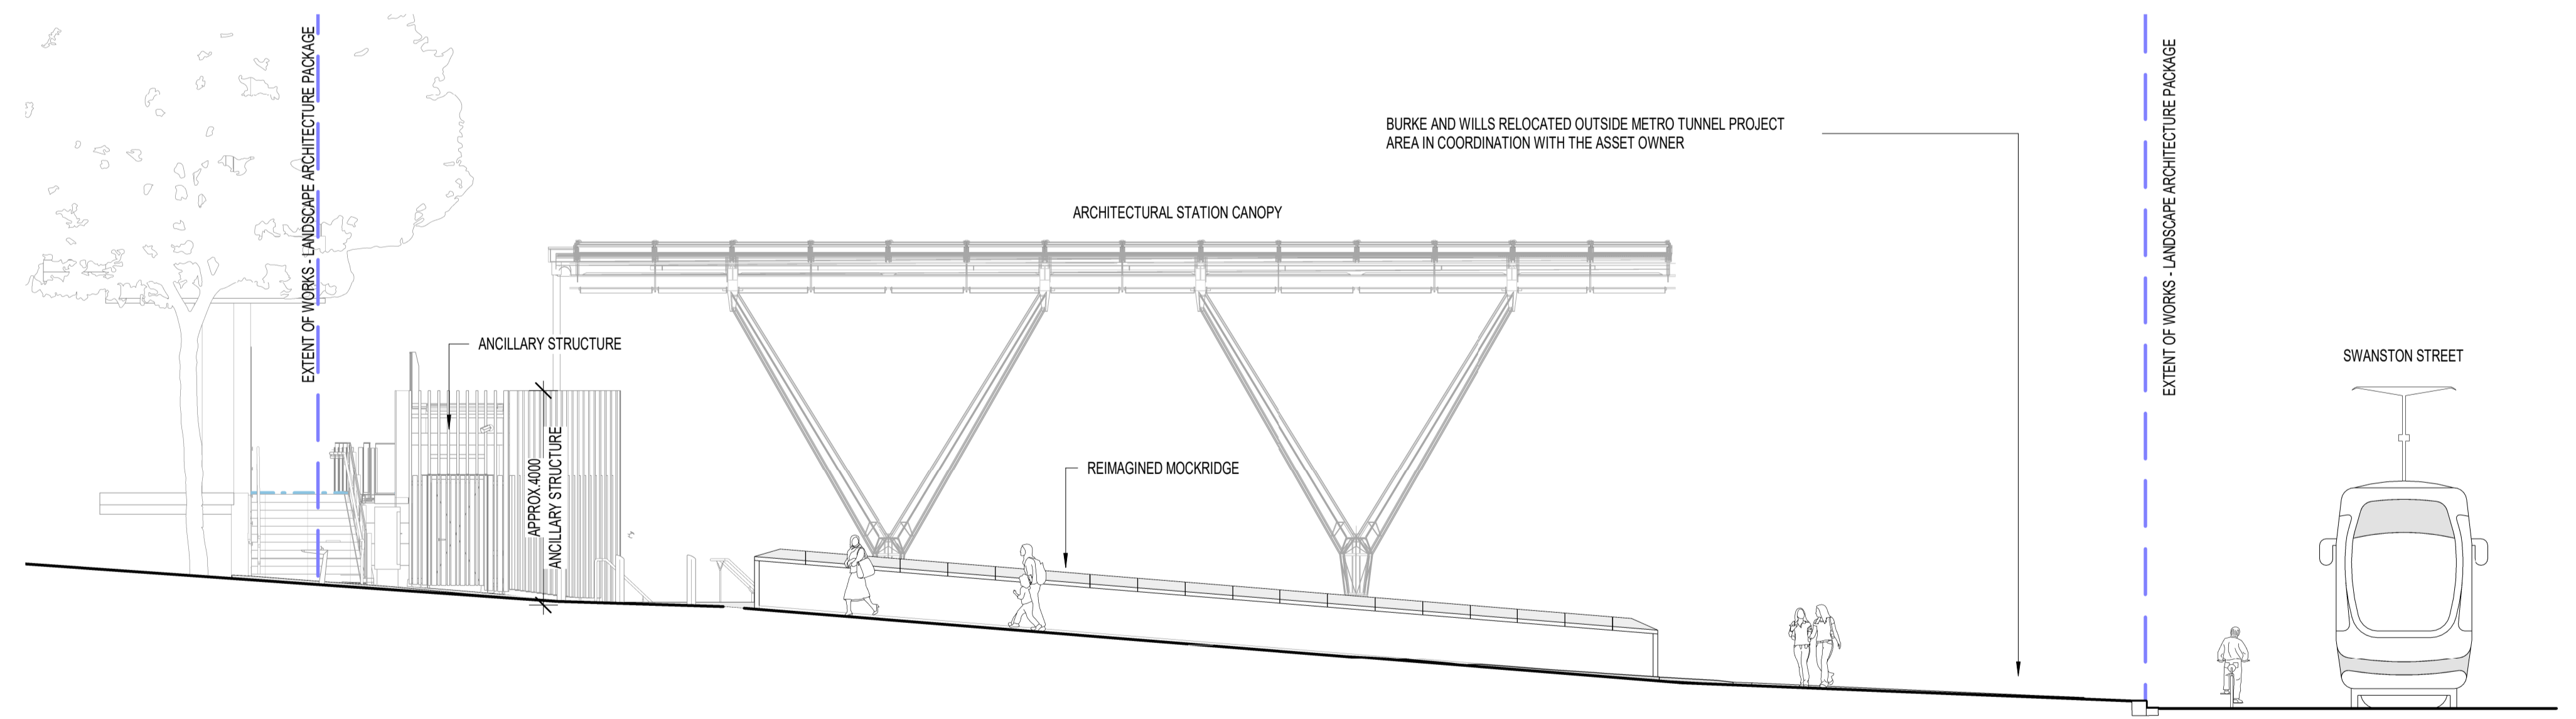 EXTENT OF WORKS - LANDSCAPE ARCHITECTURE PACKAGE
ANCILLARY STRUCTURE
APPROX.4000
ANCILLARY STRUCTURE
ARCHITECTURAL STATION CANOPY
REIMAGINED MOCKRIDGE
BURKE AND WILLS RELOCATED OUTSIDE METRO TUNNEL PROJECT
AREA IN COORDINATION WITH THE ASSET OWNER
EXTENT OF WORKS - LANDSCAPE ARCHITECTURE PACKAGE
SWANSTON STREET